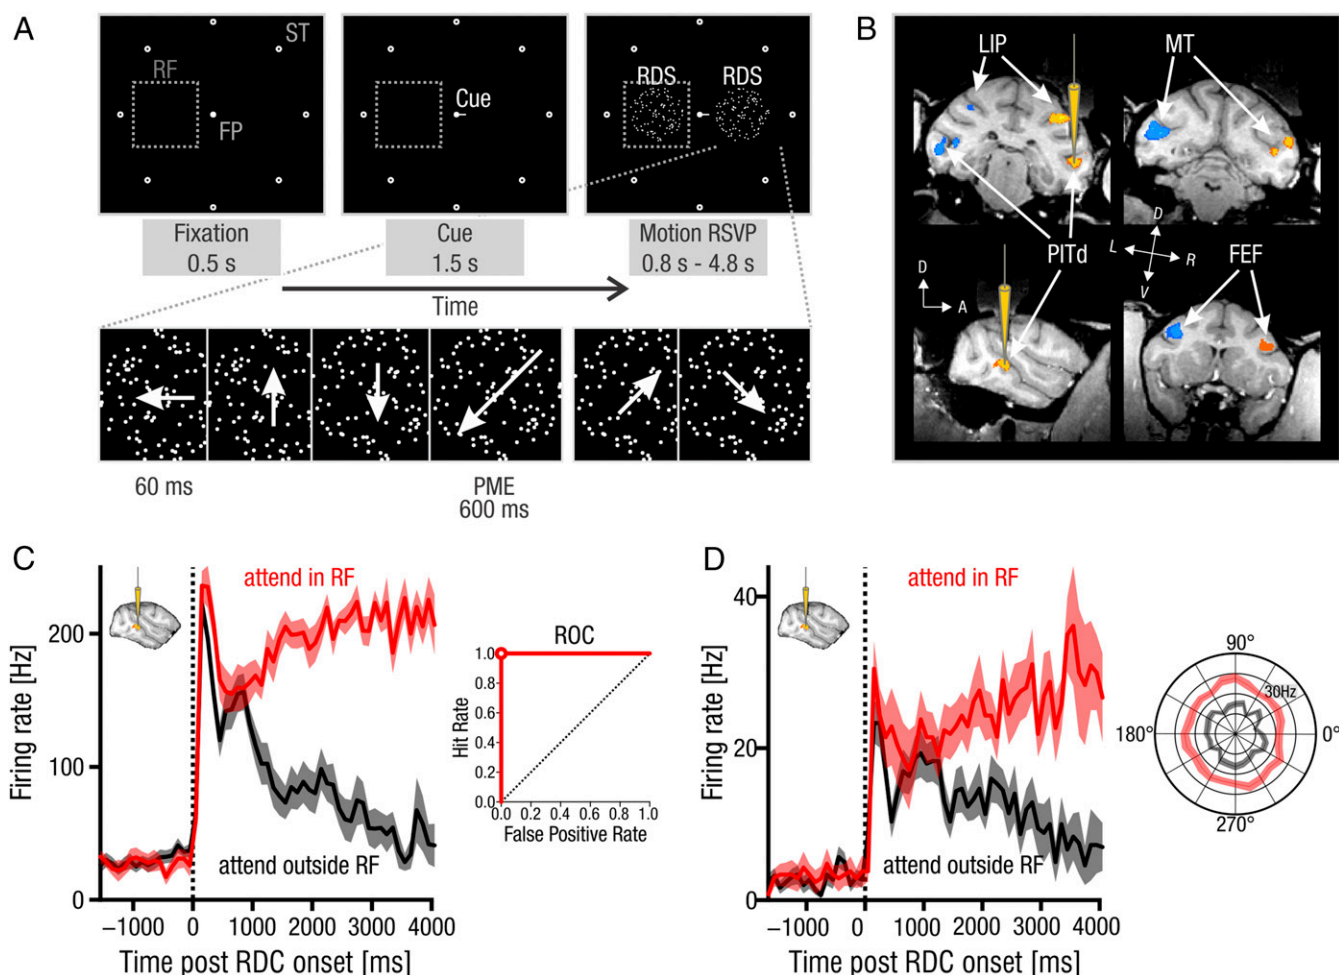 A
ST
RF
FP
Cue
RDS
RDS
Fixation
0.5 s
Cue
1.5 s
Motion RSVP
0.8 s - 4.8 s
Time
60 ms
PME
600 ms
B
LIP
MT
PITd
FEF
D
L
R
V
D
A
C
attend in RF
attend outside RF
Firing rate [Hz]
200
100
0
−1000
0
1000
2000
3000
4000
Time post RDC onset [ms]
ROC
Hit Rate
1.0
0.8
0.6
0.4
0.2
0.0
0.0
0.2
0.4
0.6
0.8
1.0
False Positive Rate
D
attend in RF
attend outside RF
Firing rate [Hz]
40
20
0
−1000
0
1000
2000
3000
4000
Time post RDC onset [ms]
90°
30Hz
180°
0°
270°